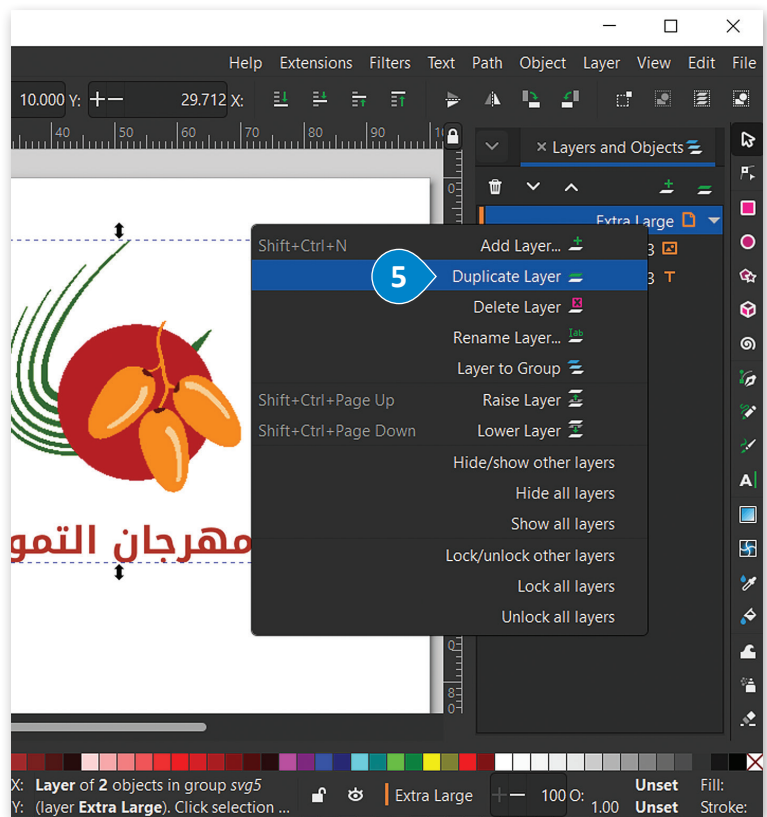 Help Extensions Filters Text Path Object Layer View Edit File
10.000 Y: 29.712 X:
40 50 60 70 80 90
Layers and Objects
Extra Large
Shift+Ctrl+N Add Layer...
5 Duplicate Layer
Delete Layer
Rename Layer...
Layer to Group
Shift+Ctrl+Page Up Raise Layer
Shift+Ctrl+Page Down Lower Layer
Hide/show other layers
Hide all layers
Show all layers
Lock/unlock other layers
Lock all layers
Unlock all layers
مهرجان التمو
X: Layer of 2 objects in group svg5
Y: (layer Extra Large). Click selection ...
Extra Large
100 O:
1.00
Unset Fill:
Unset Stroke: